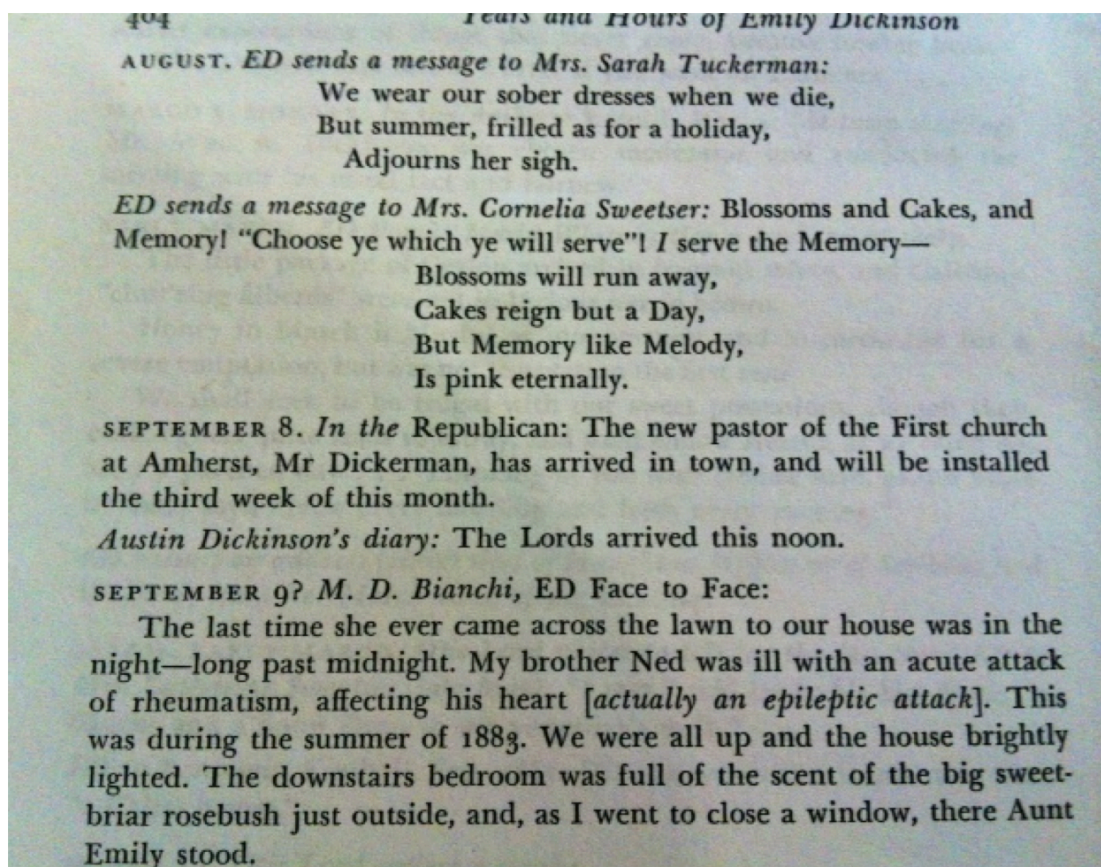 404 Years and Hours of Emily Dickinson
AUGUST. ED sends a message to Mrs. Sarah Tuckerman:
We wear our sober dresses when we die,
But summer, frilled as for a holiday,
Adjourns her sigh.
ED sends a message to Mrs. Cornelia Sweetser: Blossoms and Cakes, and
Memory! “Choose ye which ye will serve”! I serve the Memory—
Blossoms will run away,
Cakes reign but a Day,
But Memory like Melody,
Is pink eternally.
SEPTEMBER 8. In the Republican: The new pastor of the First church
at Amherst, Mr Dickerman, has arrived in town, and will be installed
the third week of this month.
Austin Dickinson's diary: The Lords arrived this noon.
SEPTEMBER 9? M. D. Bianchi, ED Face to Face:
The last time she ever came across the lawn to our house was in the
night—long past midnight. My brother Ned was ill with an acute attack
of rheumatism, affecting his heart [actually an epileptic attack]. This
was during the summer of 1883. We were all up and the house brightly
lighted. The downstairs bedroom was full of the scent of the big sweet-
briar rosebush just outside, and, as I went to close a window, there Aunt
Emily stood.